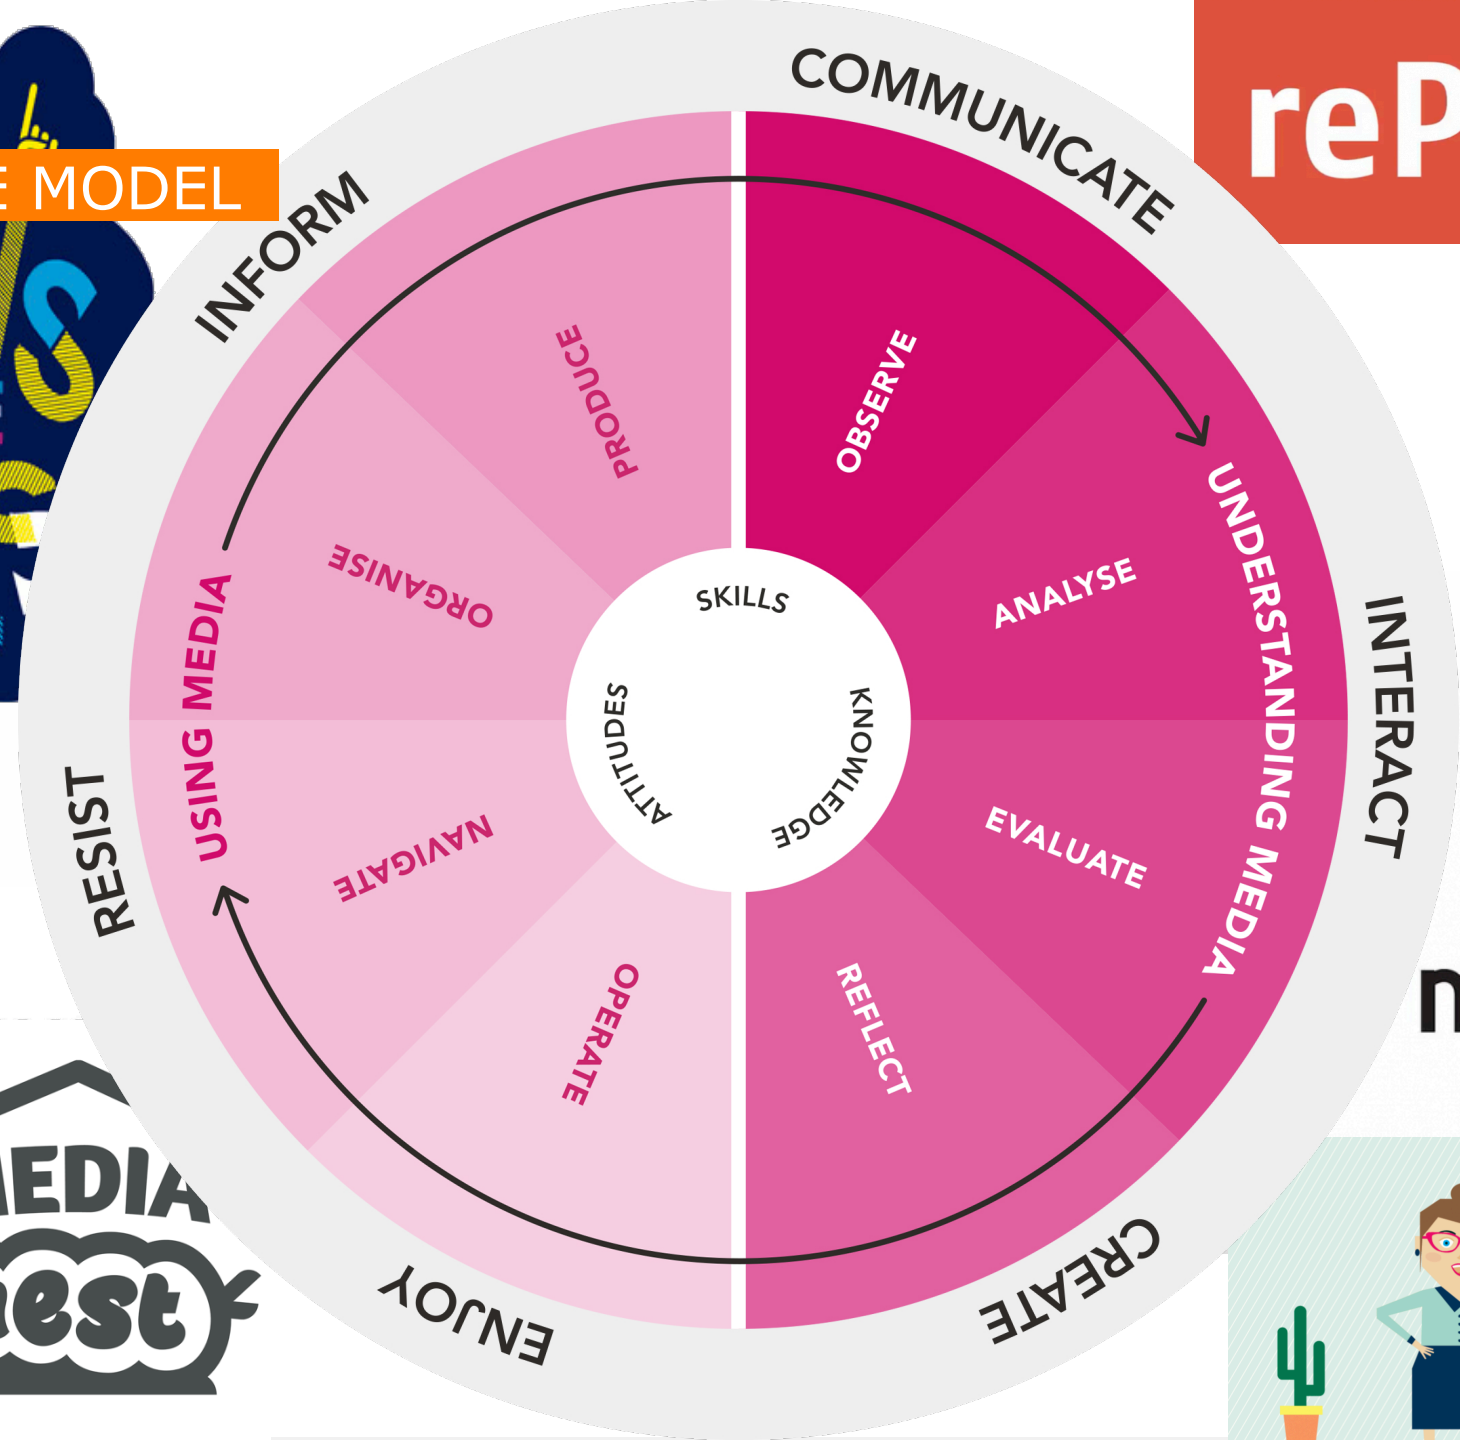 COMMUNICATE
reP
E MODEL
INFORM
PRODUCE
OBSERVE
ORGANISE
ANALYSE
USING MEDIA
UNDERSTANDING MEDIA
SKILLS
ATTITUDES
KNOWLEDGE
INTERACT
RESIST
NAVIGATE
EVALUATE
OPERATE
REFLECT
CREATE
ENJOY
EDIA
est